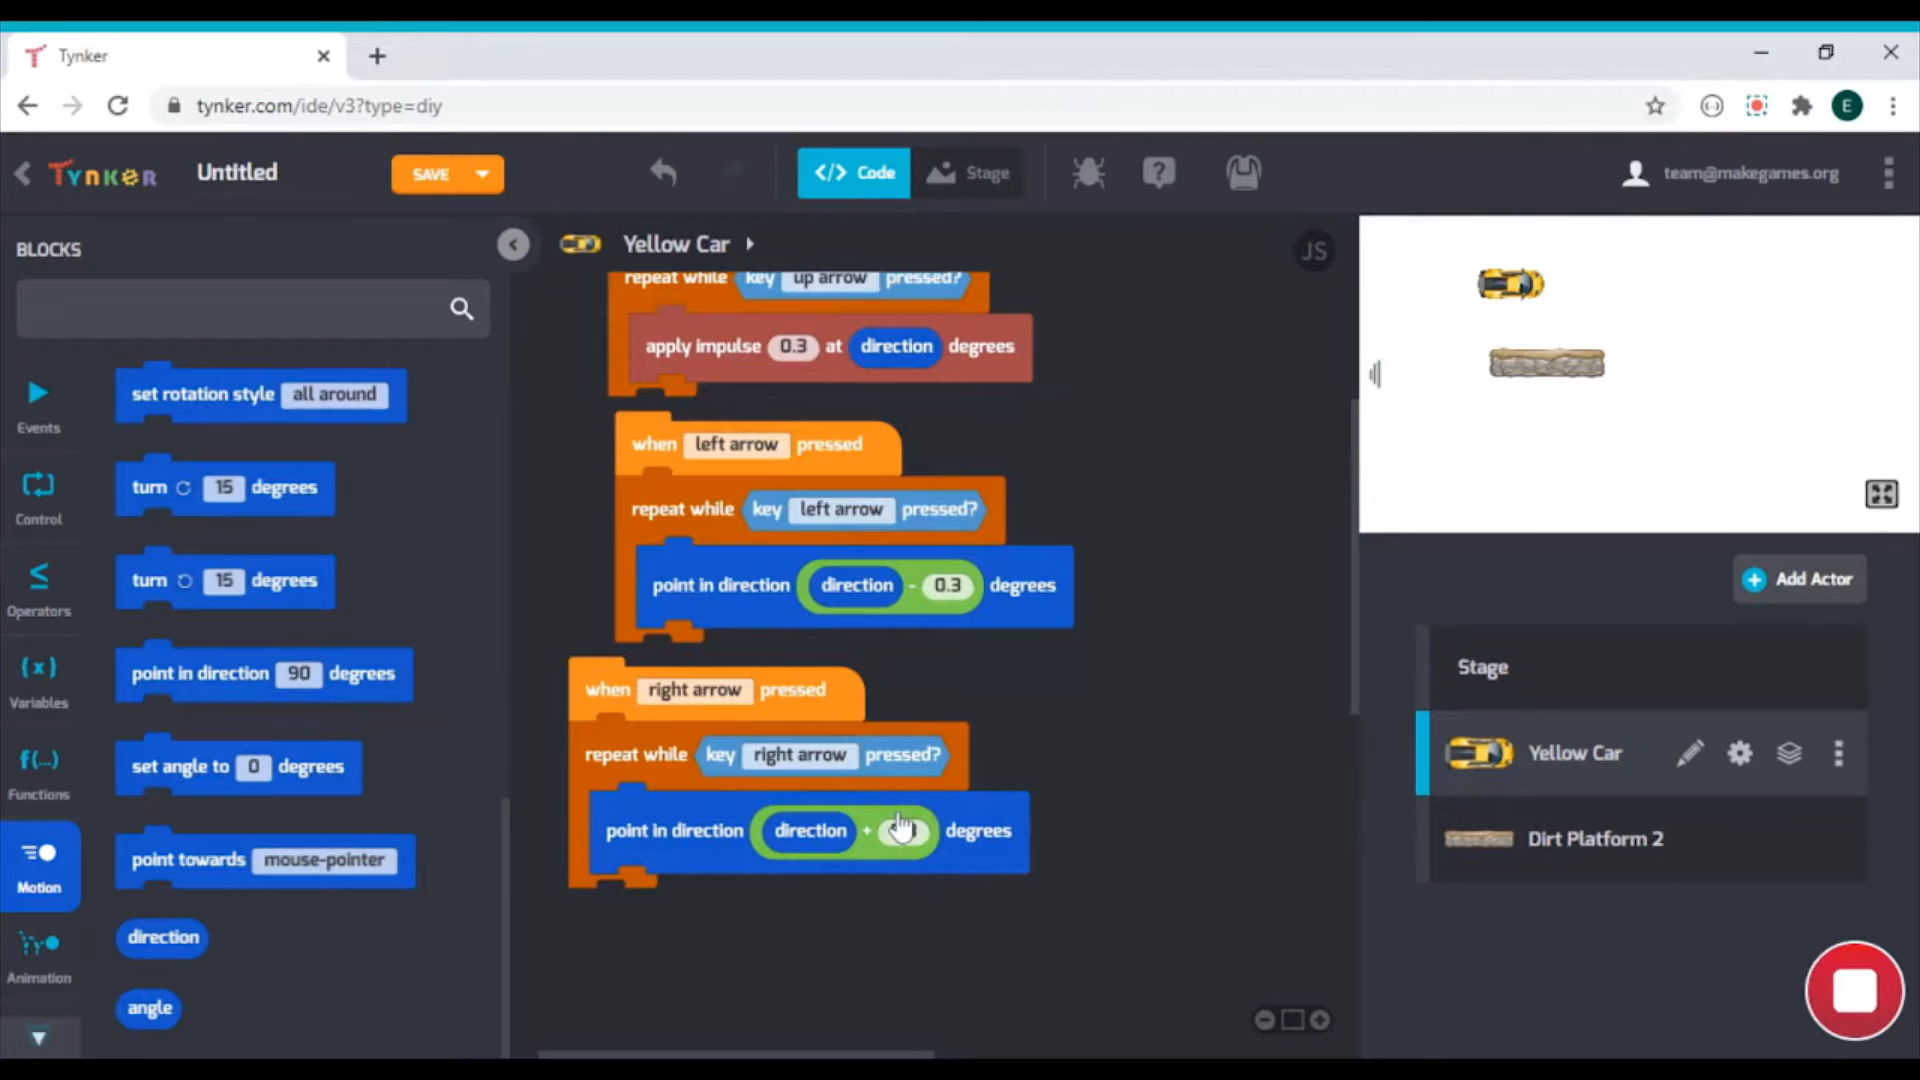 Tynker
tynker.com/ide/v3?type=diy
E
TYNKER
Untitled
SAVE
</> Code
Stage
team@makegames.org
BLOCKS
Events
Control
Operators
{x}
Variables
f(...)
Functions
Motion
Animation
set rotation style all around
turn 15 degrees
turn 15 degrees
point in direction 90 degrees
set angle to 0 degrees
point towards mouse-pointer
direction
angle
Yellow Car
JS
repeat while key up arrow pressed?
apply impulse 0.3 at direction degrees
when left arrow pressed
repeat while key left arrow pressed?
point in direction direction - 0.3 degrees
when right arrow pressed
repeat while key right arrow pressed?
point in direction direction + degrees
Add Actor
Stage
Yellow Car
Dirt Platform 2